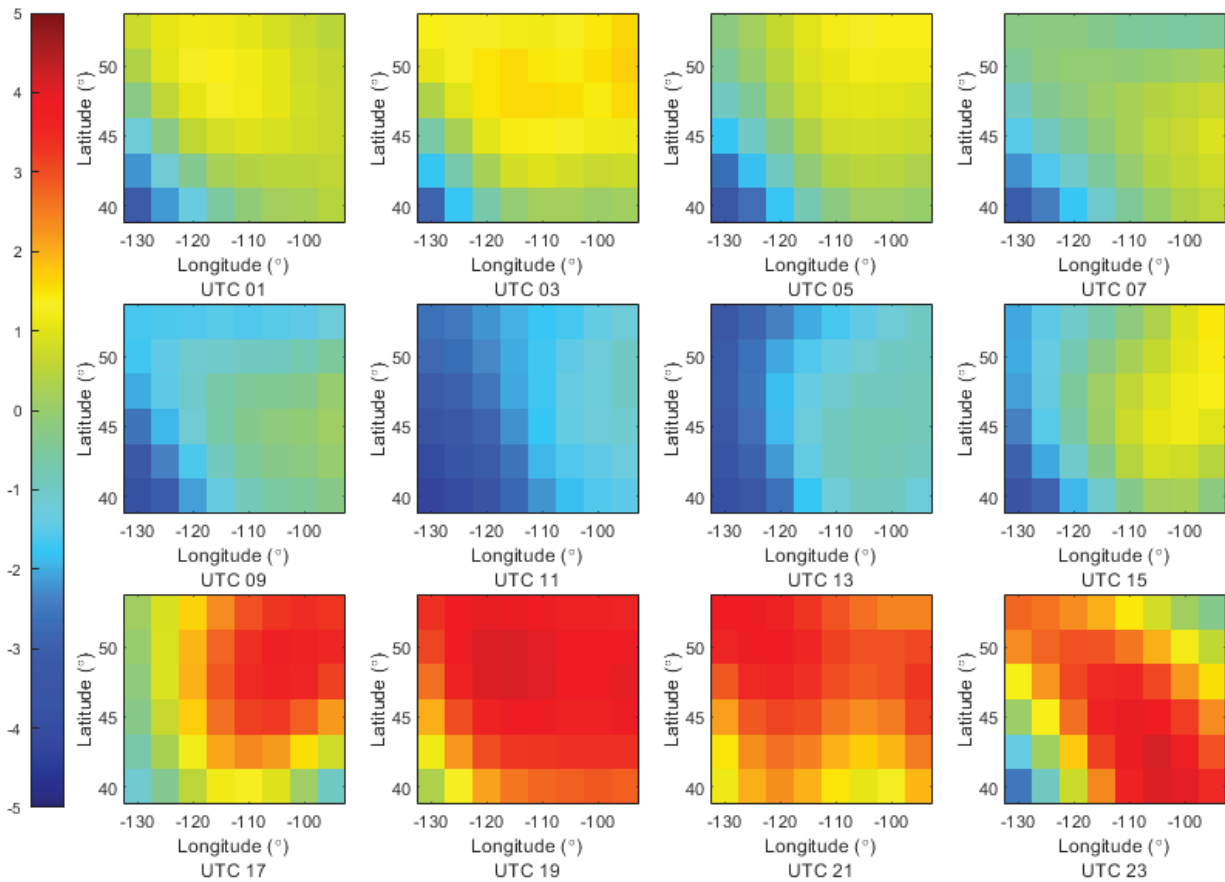 5
4
3
2
1
0
-1
-2
-3
-4
-5
Latitude (°)
50
45
40
-130 -120 -110 -100
Longitude (°)
UTC 01
Latitude (°)
50
45
40
-130 -120 -110 -100
Longitude (°)
UTC 03
Latitude (°)
50
45
40
-130 -120 -110 -100
Longitude (°)
UTC 05
Latitude (°)
50
45
40
-130 -120 -110 -100
Longitude (°)
UTC 07
Latitude (°)
50
45
40
-130 -120 -110 -100
Longitude (°)
UTC 09
Latitude (°)
50
45
40
-130 -120 -110 -100
Longitude (°)
UTC 11
Latitude (°)
50
45
40
-130 -120 -110 -100
Longitude (°)
UTC 13
Latitude (°)
50
45
40
-130 -120 -110 -100
Longitude (°)
UTC 15
Latitude (°)
50
45
40
-130 -120 -110 -100
Longitude (°)
UTC 17
Latitude (°)
50
45
40
-130 -120 -110 -100
Longitude (°)
UTC 19
Latitude (°)
50
45
40
-130 -120 -110 -100
Longitude (°)
UTC 21
Latitude (°)
50
45
40
-130 -120 -110 -100
Longitude (°)
UTC 23